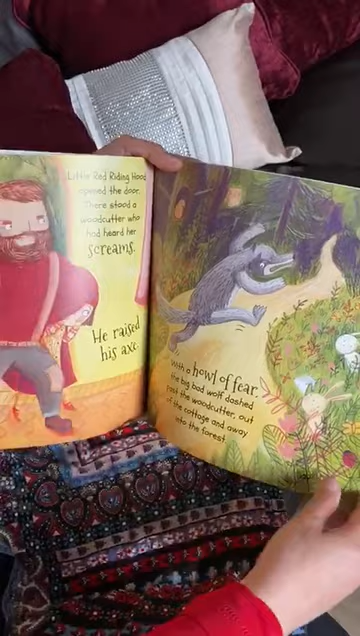 Little Red Riding Hood
opened the door.
There stood a
woodcutter who
had heard her
screams.
He raised
his axe.
With a howl of fear,
the big bad wolf dashed
past the woodcutter, out
of the cottage and away
into the forest